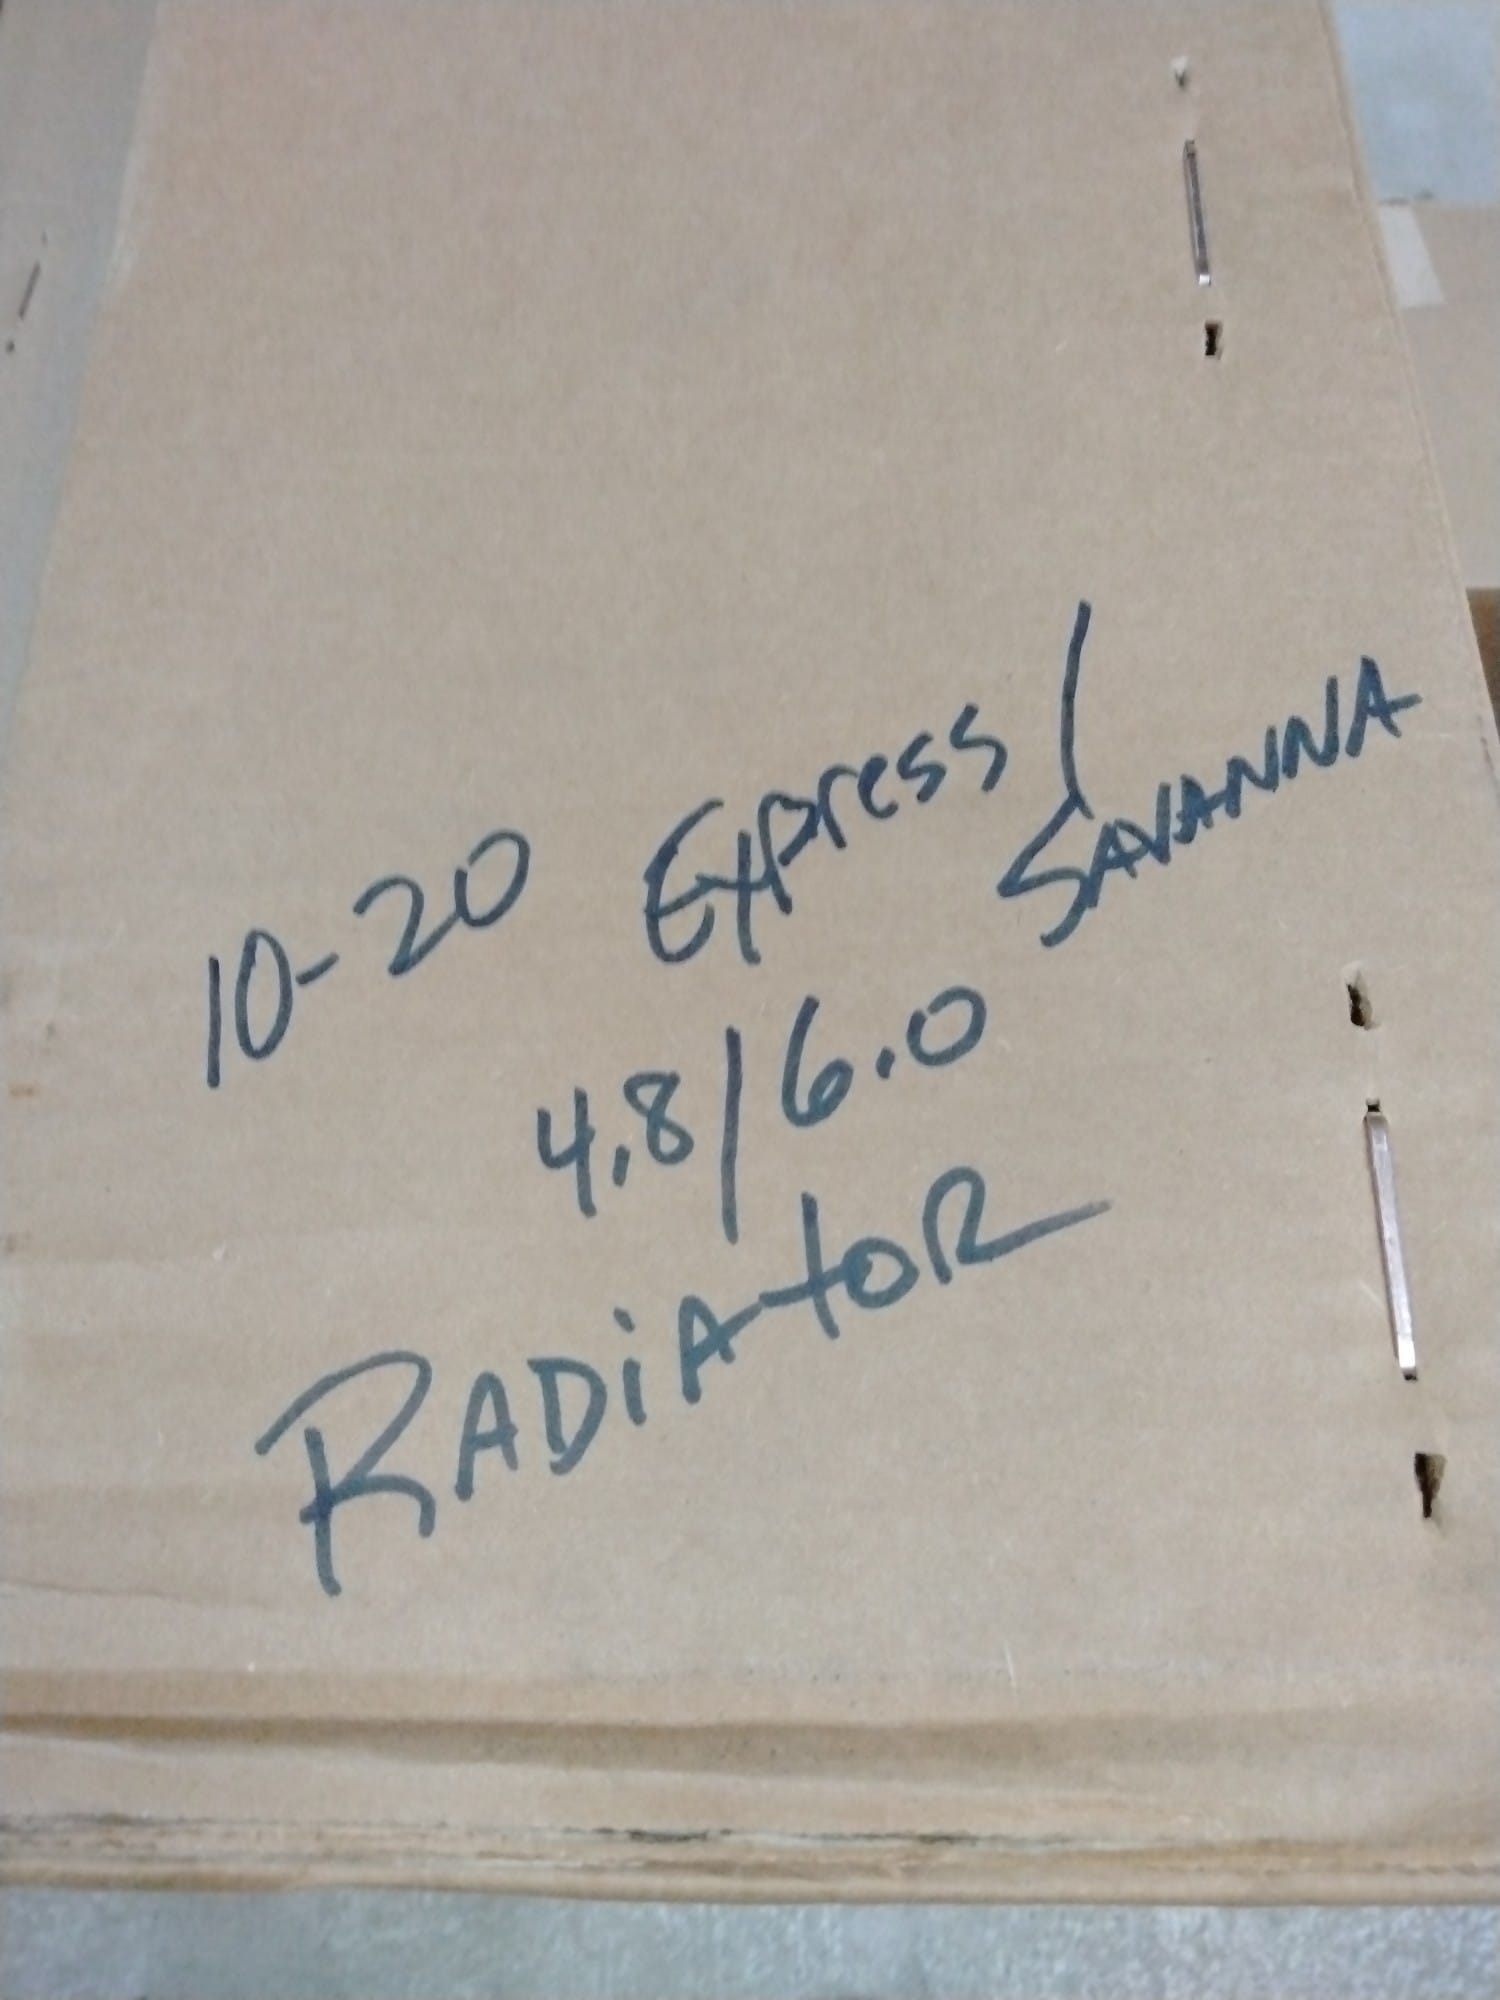 10-20 Express/SAVANNA
4.8/6.0
RADiAtoR